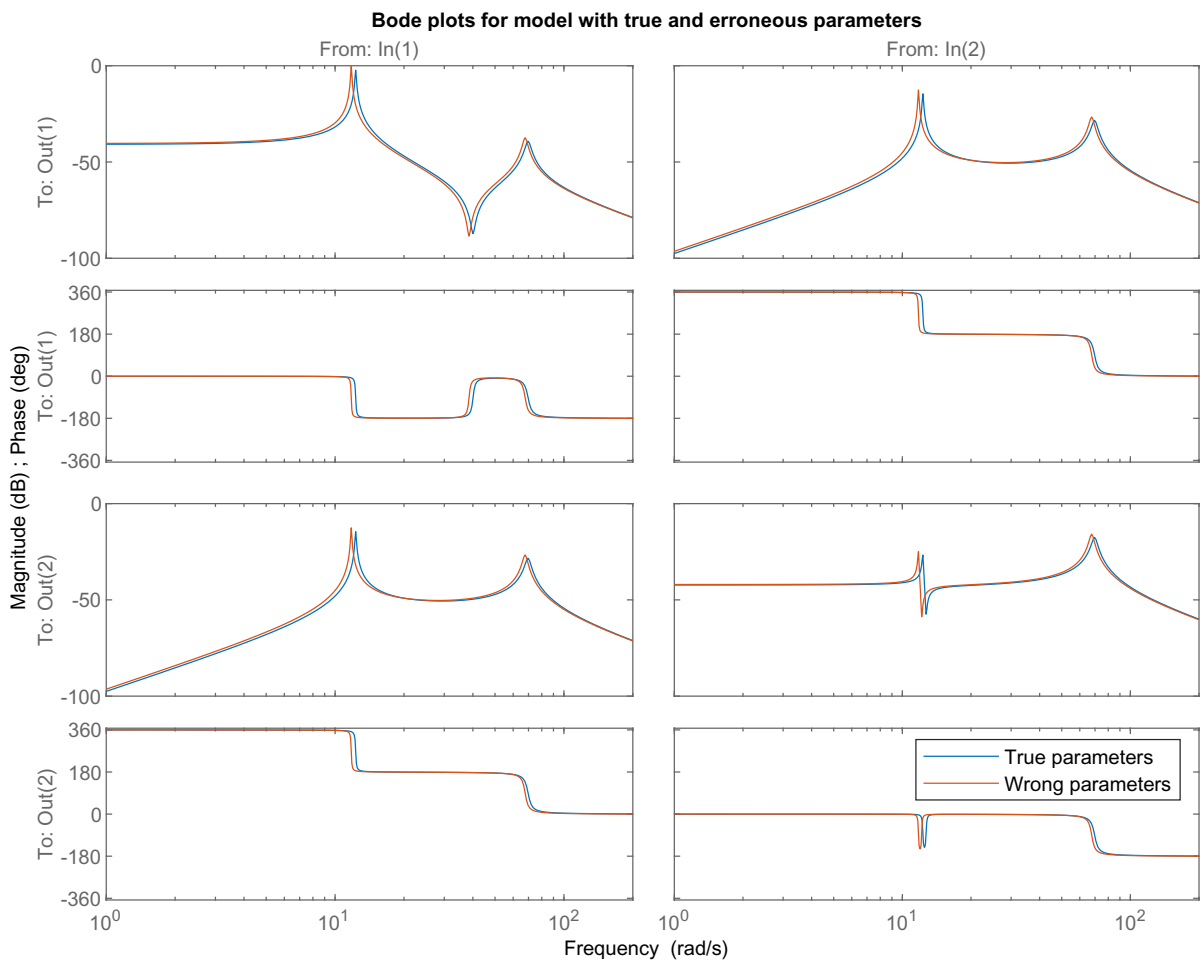 Bode plots for model with true and erroneous parameters
From: In(1)
From: In(2)
Magnitude (dB) ; Phase (deg)
To: Out(1)
0
-50
-100
To: Out(1)
360
180
0
-180
-360
To: Out(2)
0
-50
-100
To: Out(2)
360
180
0
-180
-360
True parameters
Wrong parameters
10^0
10^1
10^2
10^0
10^1
10^2
Frequency (rad/s)